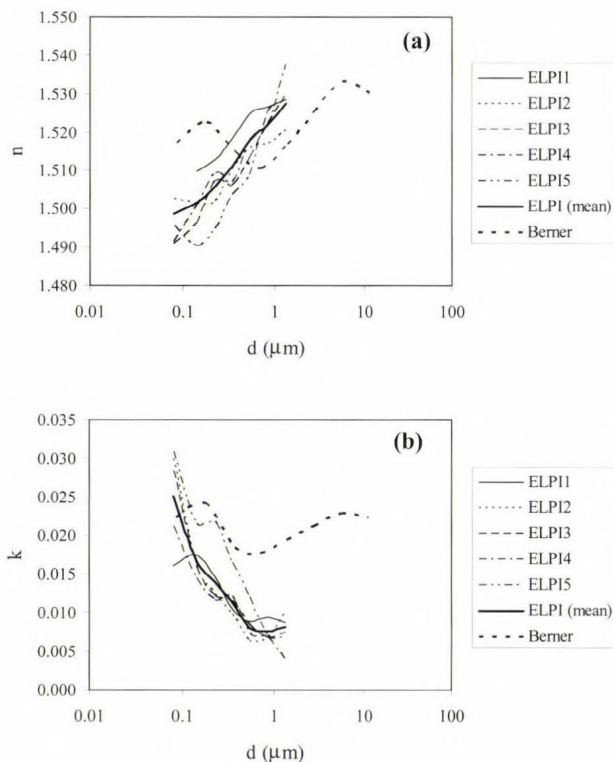 1.550
1.540
1.530
1.520
1.510
1.500
1.490
1.480
n
(a)
0.01 0.1 1 10 100
d (μm)
ELPI1
ELPI2
ELPI3
ELPI4
ELPI5
ELPI (mean)
Berner
0.035
0.030
0.025
0.020
0.015
0.010
0.005
0.000
k
(b)
0.01 0.1 1 10 100
d (μm)
ELPI1
ELPI2
ELPI3
ELPI4
ELPI5
ELPI (mean)
Berner